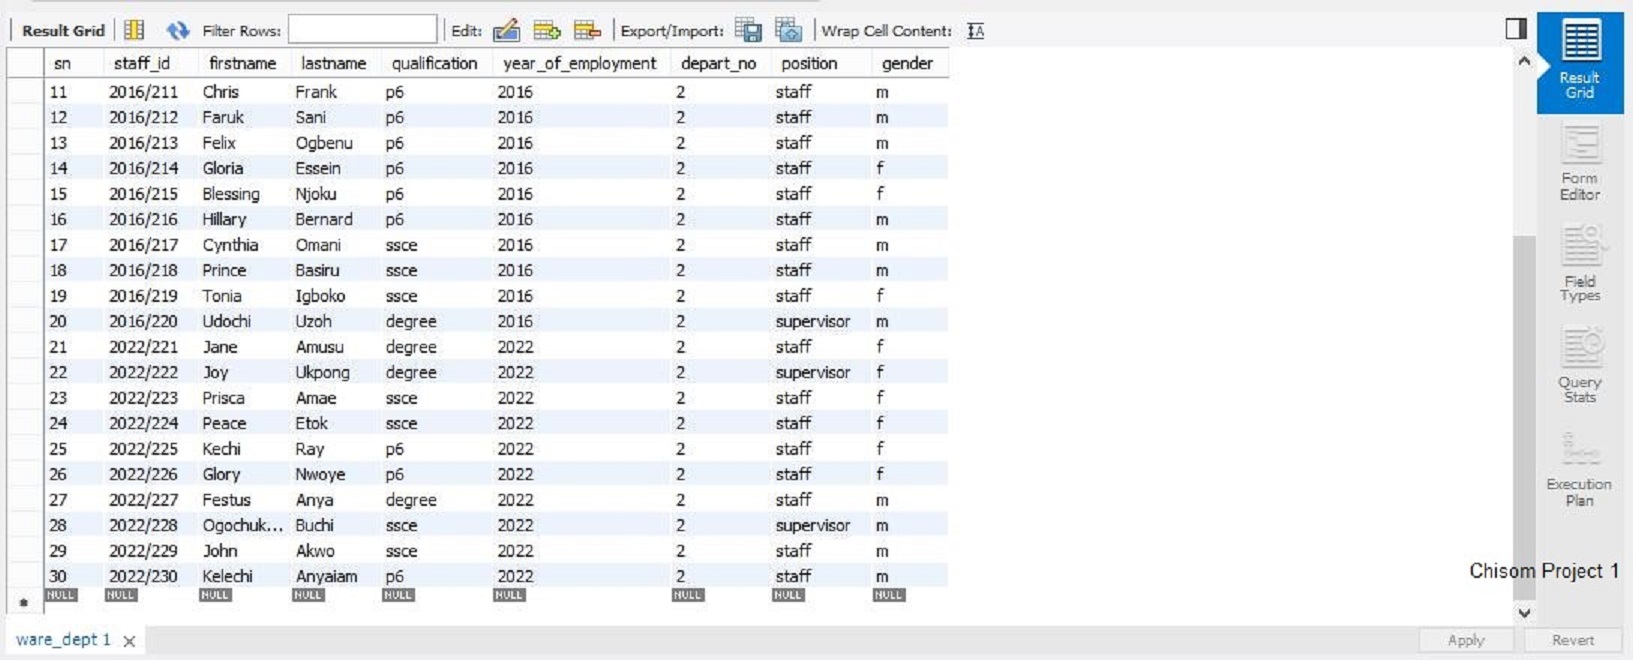 Result Grid Filter Rows: Edit: Export/Import: Wrap Cell Content: IA
sn staff_id firstname lastname qualification year_of_employment depart_no position gender
11 2016/211 Chris Frank p6 2016 2 staff m
12 2016/212 Faruk Sani p6 2016 2 staff m
13 2016/213 Felix Ogbenu p6 2016 2 staff m
14 2016/214 Gloria Essein p6 2016 2 staff f
15 2016/215 Blessing Njoku p6 2016 2 staff f
16 2016/216 Hillary Bernard p6 2016 2 staff m
17 2016/217 Cynthia Omani ssce 2016 2 staff m
18 2016/218 Prince Basiru ssce 2016 2 staff m
19 2016/219 Tonia Igboko ssce 2016 2 staff f
20 2016/220 Udochi Uzoh degree 2016 2 supervisor m
21 2022/221 Jane Amusu degree 2022 2 staff f
22 2022/222 Joy Ukpong degree 2022 2 supervisor f
23 2022/223 Prisca Amae ssce 2022 2 staff f
24 2022/224 Peace Etok ssce 2022 2 staff f
25 2022/225 Kechi Ray p6 2022 2 staff f
26 2022/226 Glory Nwoye p6 2022 2 staff f
27 2022/227 Festus Anya degree 2022 2 staff m
28 2022/228 Ogochuk... Buchi ssce 2022 2 supervisor m
29 2022/229 John Akwo ssce 2022 2 staff m
30 2022/230 Kelechi Anyaiam p6 2022 2 staff m
* NULL NULL NULL NULL NULL NULL NULL NULL NULL
Result
Grid
Form
Editor
Field
Types
Query
Stats
Execution
Plan
Chisom Project 1
ware_dept 1 Apply Revert